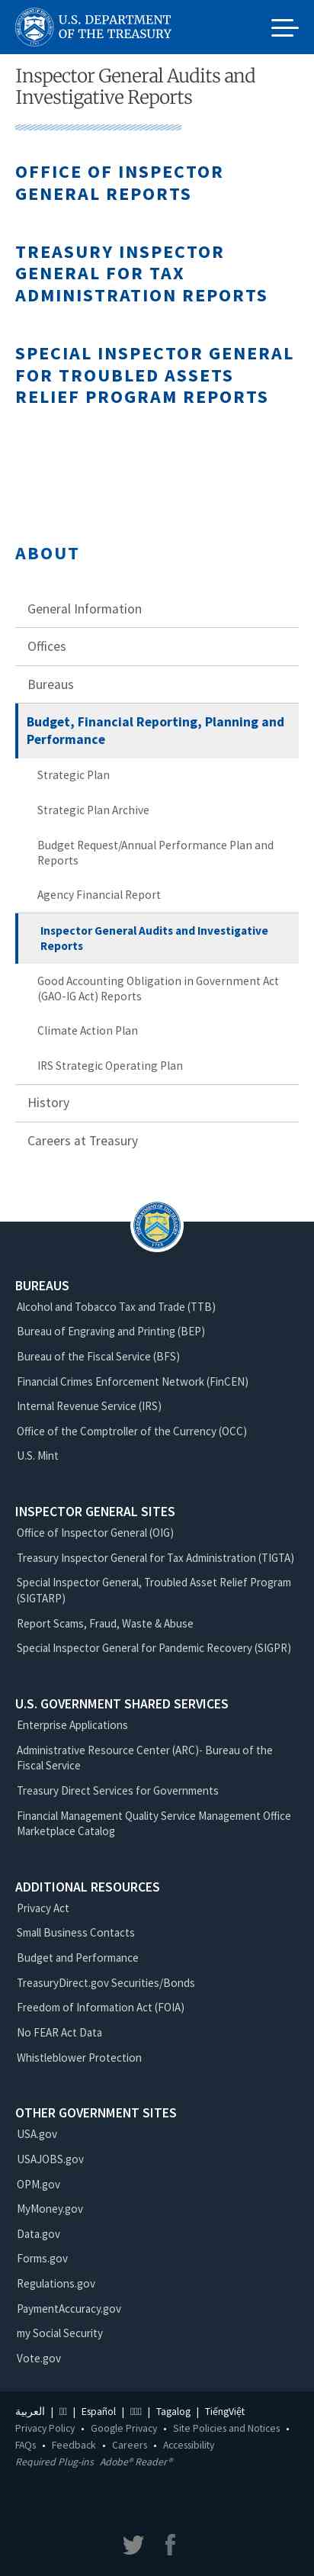 U.S. DEPARTMENT
OF THE TREASURY
Inspector General Audits and
Investigative Reports
OFFICE OF INSPECTOR
GENERAL REPORTS
TREASURY INSPECTOR
GENERAL FOR TAX
ADMINISTRATION REPORTS
SPECIAL INSPECTOR GENERAL
FOR TROUBLED ASSETS
RELIEF PROGRAM REPORTS
ABOUT
General Information
Offices
Bureaus
Budget, Financial Reporting, Planning and
Performance
Strategic Plan
Strategic Plan Archive
Budget Request/Annual Performance Plan and
Reports
Agency Financial Report
Inspector General Audits and Investigative
Reports
Good Accounting Obligation in Government Act
(GAO-IG Act) Reports
Climate Action Plan
IRS Strategic Operating Plan
History
Careers at Treasury
BUREAUS
Alcohol and Tobacco Tax and Trade (TTB)
Bureau of Engraving and Printing (BEP)
Bureau of the Fiscal Service (BFS)
Financial Crimes Enforcement Network (FinCEN)
Internal Revenue Service (IRS)
Office of the Comptroller of the Currency (OCC)
U.S. Mint
INSPECTOR GENERAL SITES
Office of Inspector General (OIG)
Treasury Inspector General for Tax Administration (TIGTA)
Special Inspector General, Troubled Asset Relief Program
(SIGTARP)
Report Scams, Fraud, Waste & Abuse
Special Inspector General for Pandemic Recovery (SIGPR)
U.S. GOVERNMENT SHARED SERVICES
Enterprise Applications
Administrative Resource Center (ARC)- Bureau of the
Fiscal Service
Treasury Direct Services for Governments
Financial Management Quality Service Management Office
Marketplace Catalog
ADDITIONAL RESOURCES
Privacy Act
Small Business Contacts
Budget and Performance
TreasuryDirect.gov Securities/Bonds
Freedom of Information Act (FOIA)
No FEAR Act Data
Whistleblower Protection
OTHER GOVERNMENT SITES
USA.gov
USAJOBS.gov
OPM.gov
MyMoney.gov
Data.gov
Forms.gov
Regulations.gov
PaymentAccuracy.gov
my Social Security
Vote.gov
العربية | | Español | | Tagalog | TiếngViệt
Privacy Policy • Google Privacy • Site Policies and Notices •
FAQs • Feedback • Careers • Accessibility
Required Plug-ins Adobe® Reader®